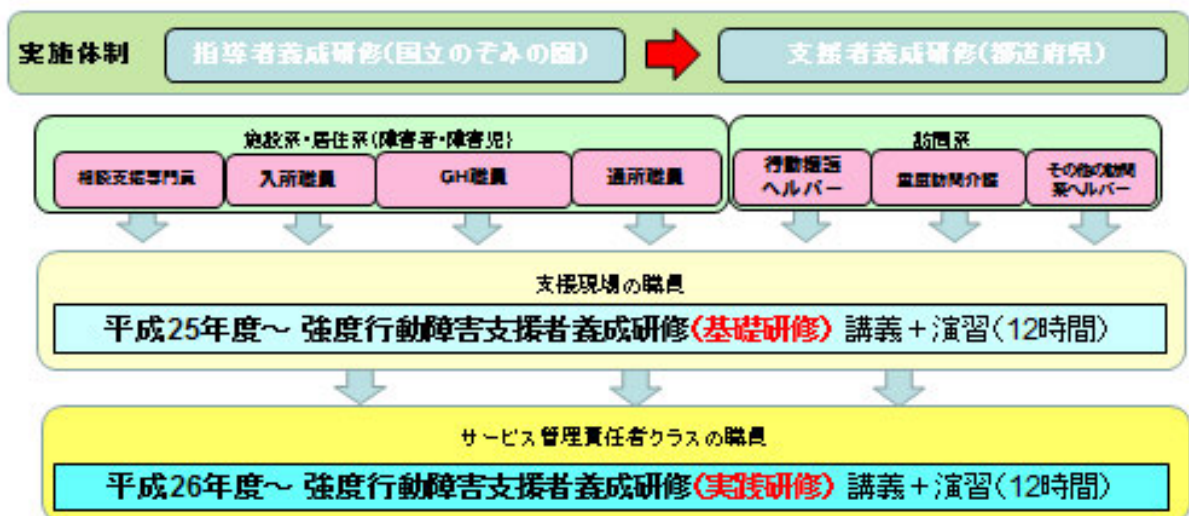 実施体制
指導者養成研修(国立のぞみの園)
支援者養成研修(都道府県)
施設系・居住系(障害者・障害児)
訪問系
相談支援専門員
入所職員
GH職員
通所職員
行動援護
ヘルパー
重度訪問介護
その他の訪問
系ヘルパー
支援現場の職員
平成25年度～ 強度行動障害支援者養成研修(基礎研修) 講義＋演習(12時間)
サービス管理責任者クラスの職員
平成26年度～ 強度行動障害支援者養成研修(実践研修) 講義＋演習(12時間)